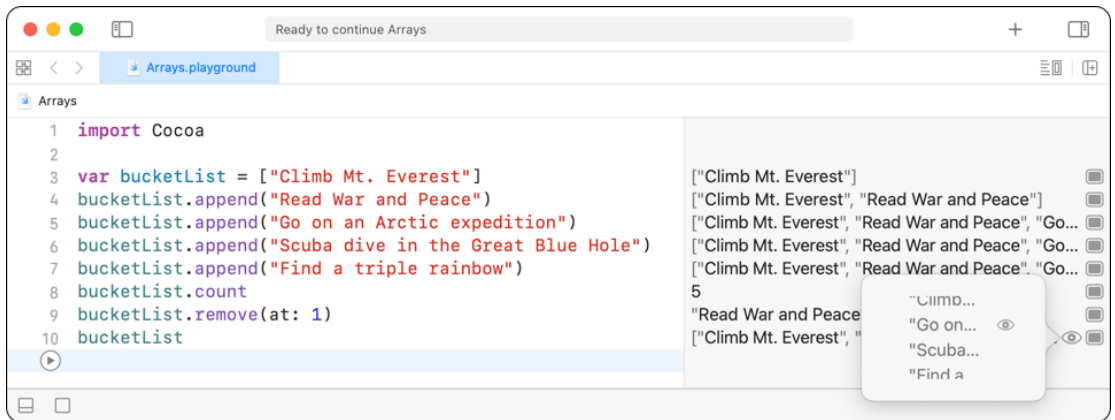 Ready to continue Arrays
Arrays.playground
Arrays
1 import Cocoa
2
3 var bucketList = ["Climb Mt. Everest"] ["Climb Mt. Everest"]
4 bucketList.append("Read War and Peace") ["Climb Mt. Everest", "Read War and Peace"]
5 bucketList.append("Go on an Arctic expedition") ["Climb Mt. Everest", "Read War and Peace", "Go...
6 bucketList.append("Scuba dive in the Great Blue Hole") ["Climb Mt. Everest", "Read War and Peace", "Go...
7 bucketList.append("Find a triple rainbow") ["Climb Mt. Everest", "Read War and Peace", "Go...
8 bucketList.count 5
9 bucketList.remove(at: 1) "Read War and Peace
10 bucketList ["Climb Mt. Everest", "
"Climb...
"Go on...
"Scuba...
"Find a